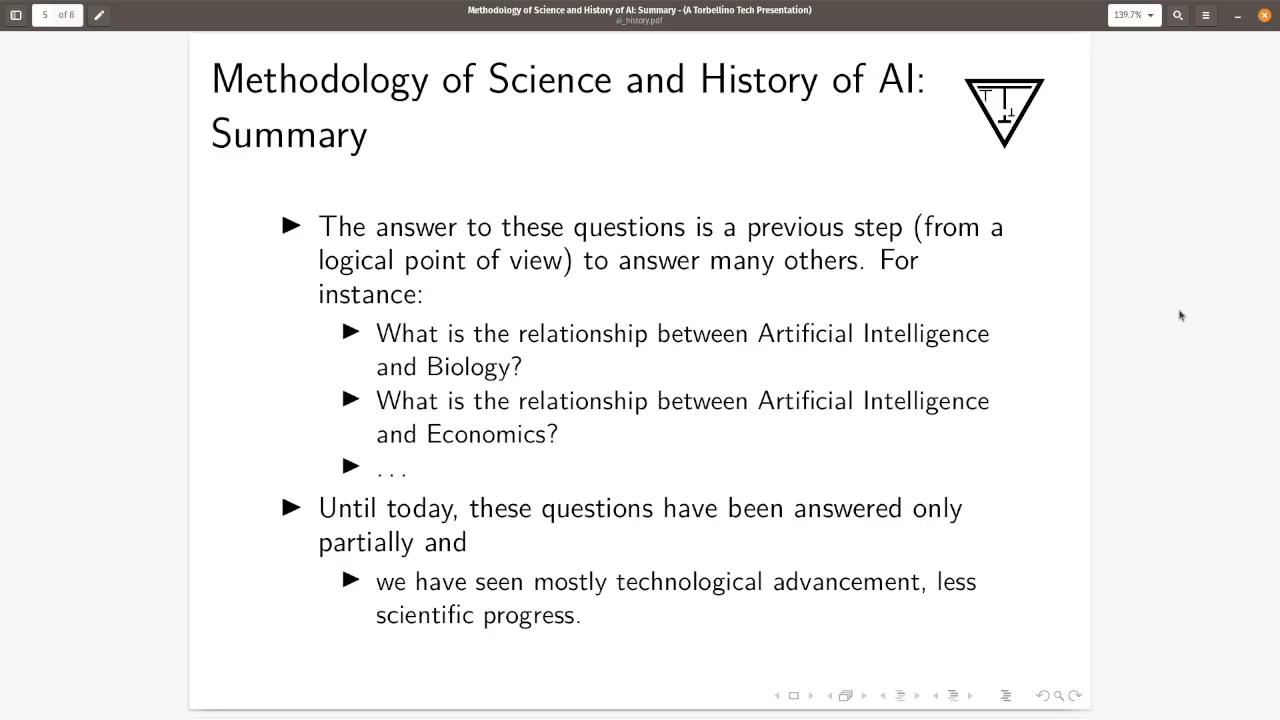 5 of 8
Methodology of Science and History of AI: Summary - (A Torbellino Tech Presentation)
ai_history.pdf
139.7%
Methodology of Science and History of AI:
Summary
The answer to these questions is a previous step (from a
logical point of view) to answer many others. For
instance:
What is the relationship between Artificial Intelligence
and Biology?
What is the relationship between Artificial Intelligence
and Economics?
. . .
Until today, these questions have been answered only
partially and
we have seen mostly technological advancement, less
scientific progress.